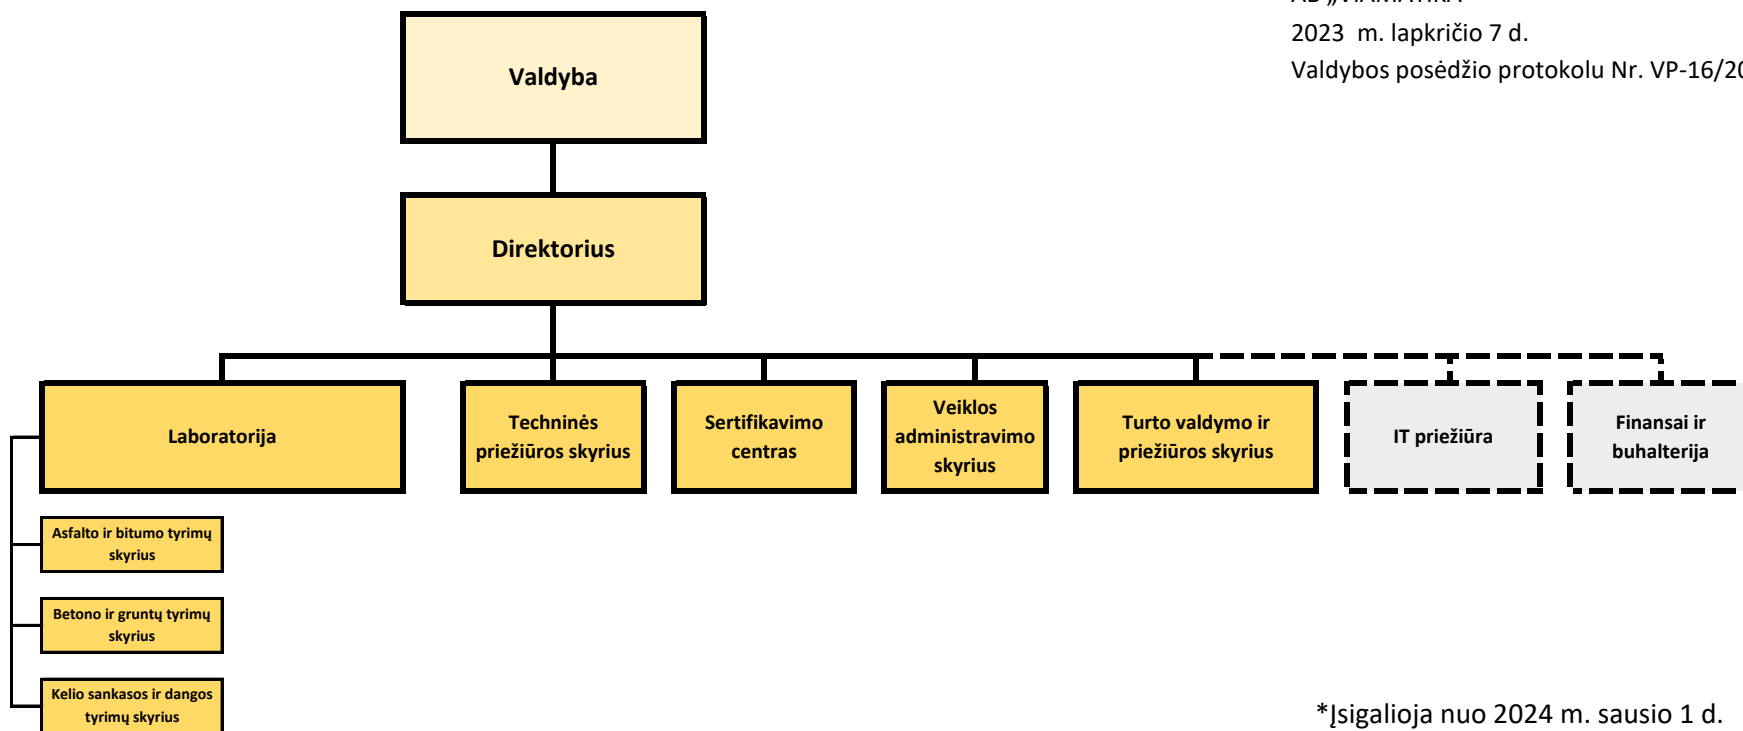 AB „VIAMATIKA“
2023 m. lapkričio 7 d.
Valdybos posėdžio protokolu Nr. VP-16/20
Valdyba
Direktorius
Laboratorija
Techninės
priežiūros skyrius
Sertifikavimo
centras
Veiklos
administravimo
skyrius
Turto valdymo ir
priežiūros skyrius
IT priežiūra
Finansai ir
buhalterija
Asfalto ir bitumo tyrimų
skyrius
Betono ir gruntų tyrimų
skyrius
Kelio sankasos ir dangos
tyrimų skyrius
*Įsigalioja nuo 2024 m. sausio 1 d.